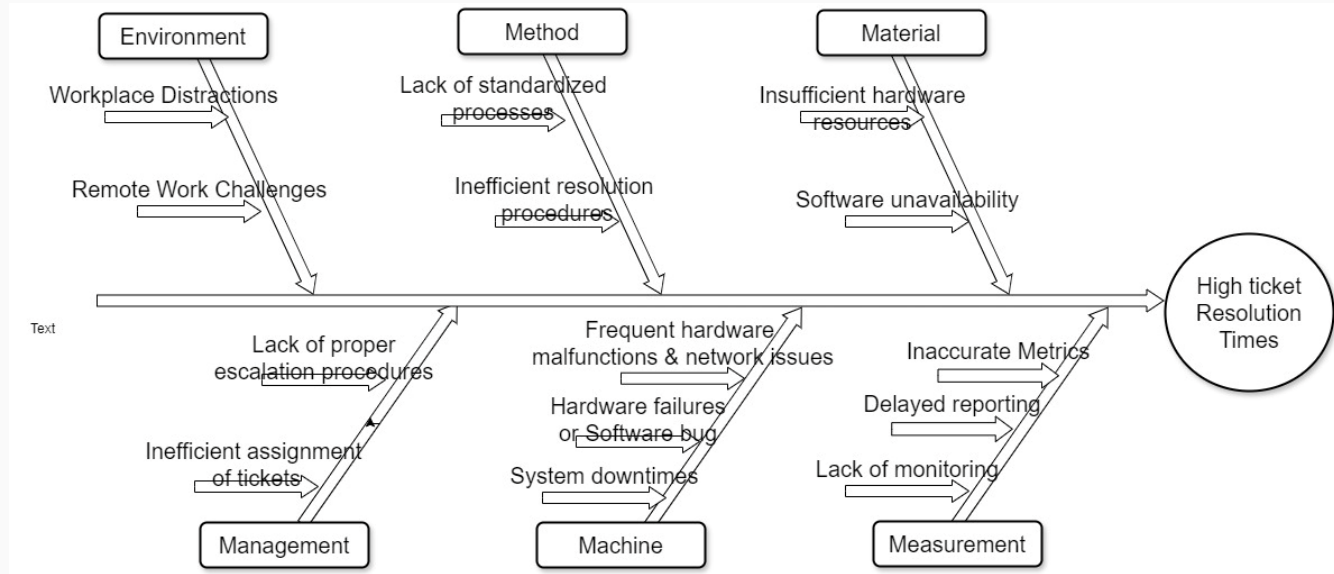 Environment
Method
Material
Workplace Distractions
Lack of standardized
processes
Insufficient hardware
resources
Remote Work Challenges
Inefficient resolution
procedures
Software unavailability
High ticket
Resolution
Times
Text
Lack of proper
escalation procedures
Frequent hardware
malfunctions & network issues
Inaccurate Metrics
Hardware failures
or Software bug
Delayed reporting
Inefficient assignment
of tickets
System downtimes
Lack of monitoring
Management
Machine
Measurement